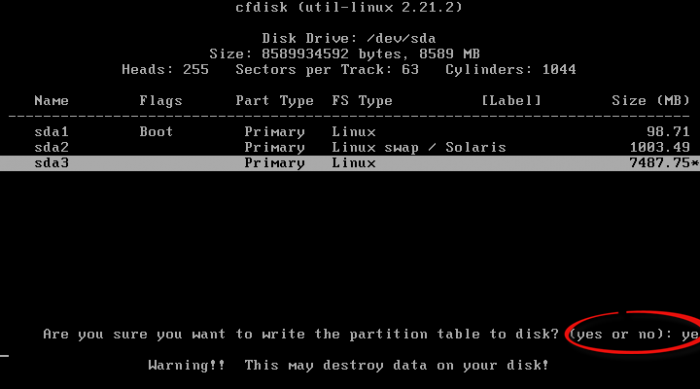 cfdisk (util-linux 2.21.2)
Disk Drive: /dev/sda
Size: 8589934592 bytes, 8589 MB
Heads: 255 Sectors per Track: 63 Cylinders: 1044
Name Flags Part Type FS Type [Label] Size (MB)
sda1 Boot Primary Linux 98.71
sda2 Primary Linux swap / Solaris 1003.49
sda3 Primary Linux 7487.75*
Are you sure you want to write the partition table to disk? (yes or no): ye
Warning!! This may destroy data on your disk!